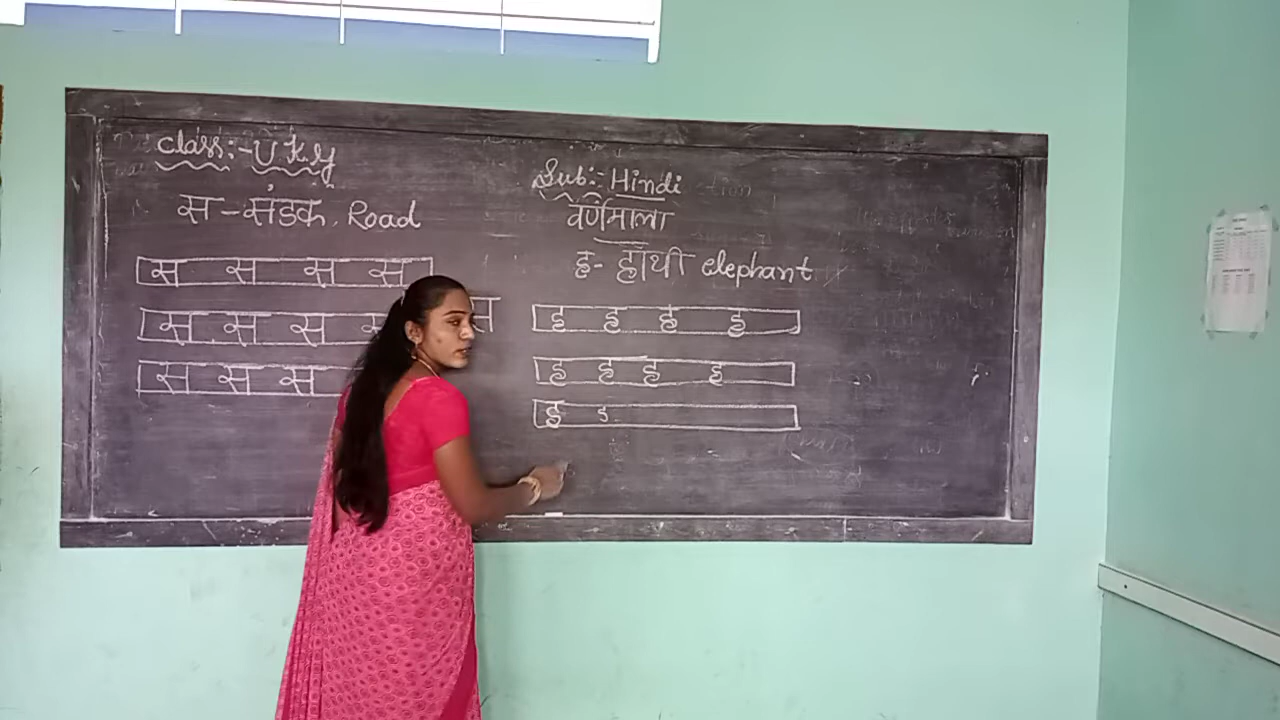 Class:- U K.g
स - संडक, Road
स स स स
स स स स
स स स
स
Sub:- Hindi
वर्णमाला
ह - हाॅथी elephant
ह ह ह ह
ह ह ह ह
ह